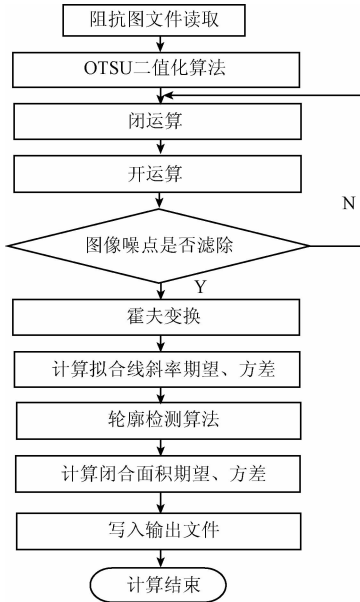 阻抗图文件读取
OTSU二值化算法
闭运算
开运算
N
图像噪点是否滤除
Y
霍夫变换
计算拟合线斜率期望、方差
轮廓检测算法
计算闭合面积期望、方差
写入输出文件
计算结束